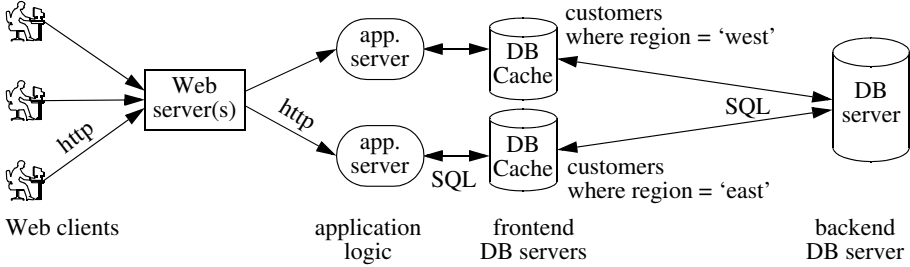 customers
where region = ‘west’
app.
server
DB
Cache
Web
server(s)
http
http
SQL
DB
server
app.
server
SQL
DB
Cache
customers
where region = ‘east’
Web clients
application
logic
frontend
DB servers
backend
DB server